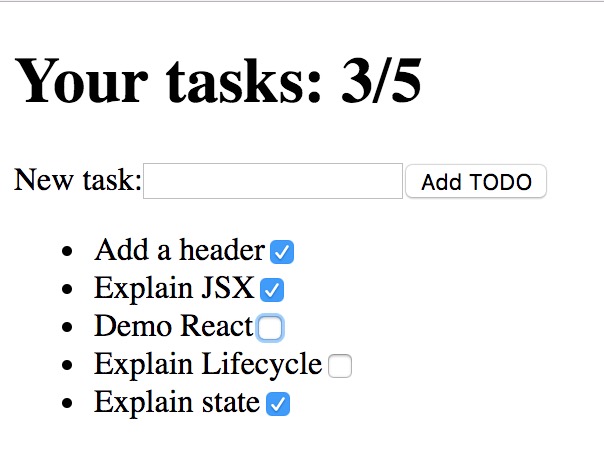 Your tasks: 3/5
New task: Add TODO
Add a header
Explain JSX
Demo React
Explain Lifecycle
Explain state